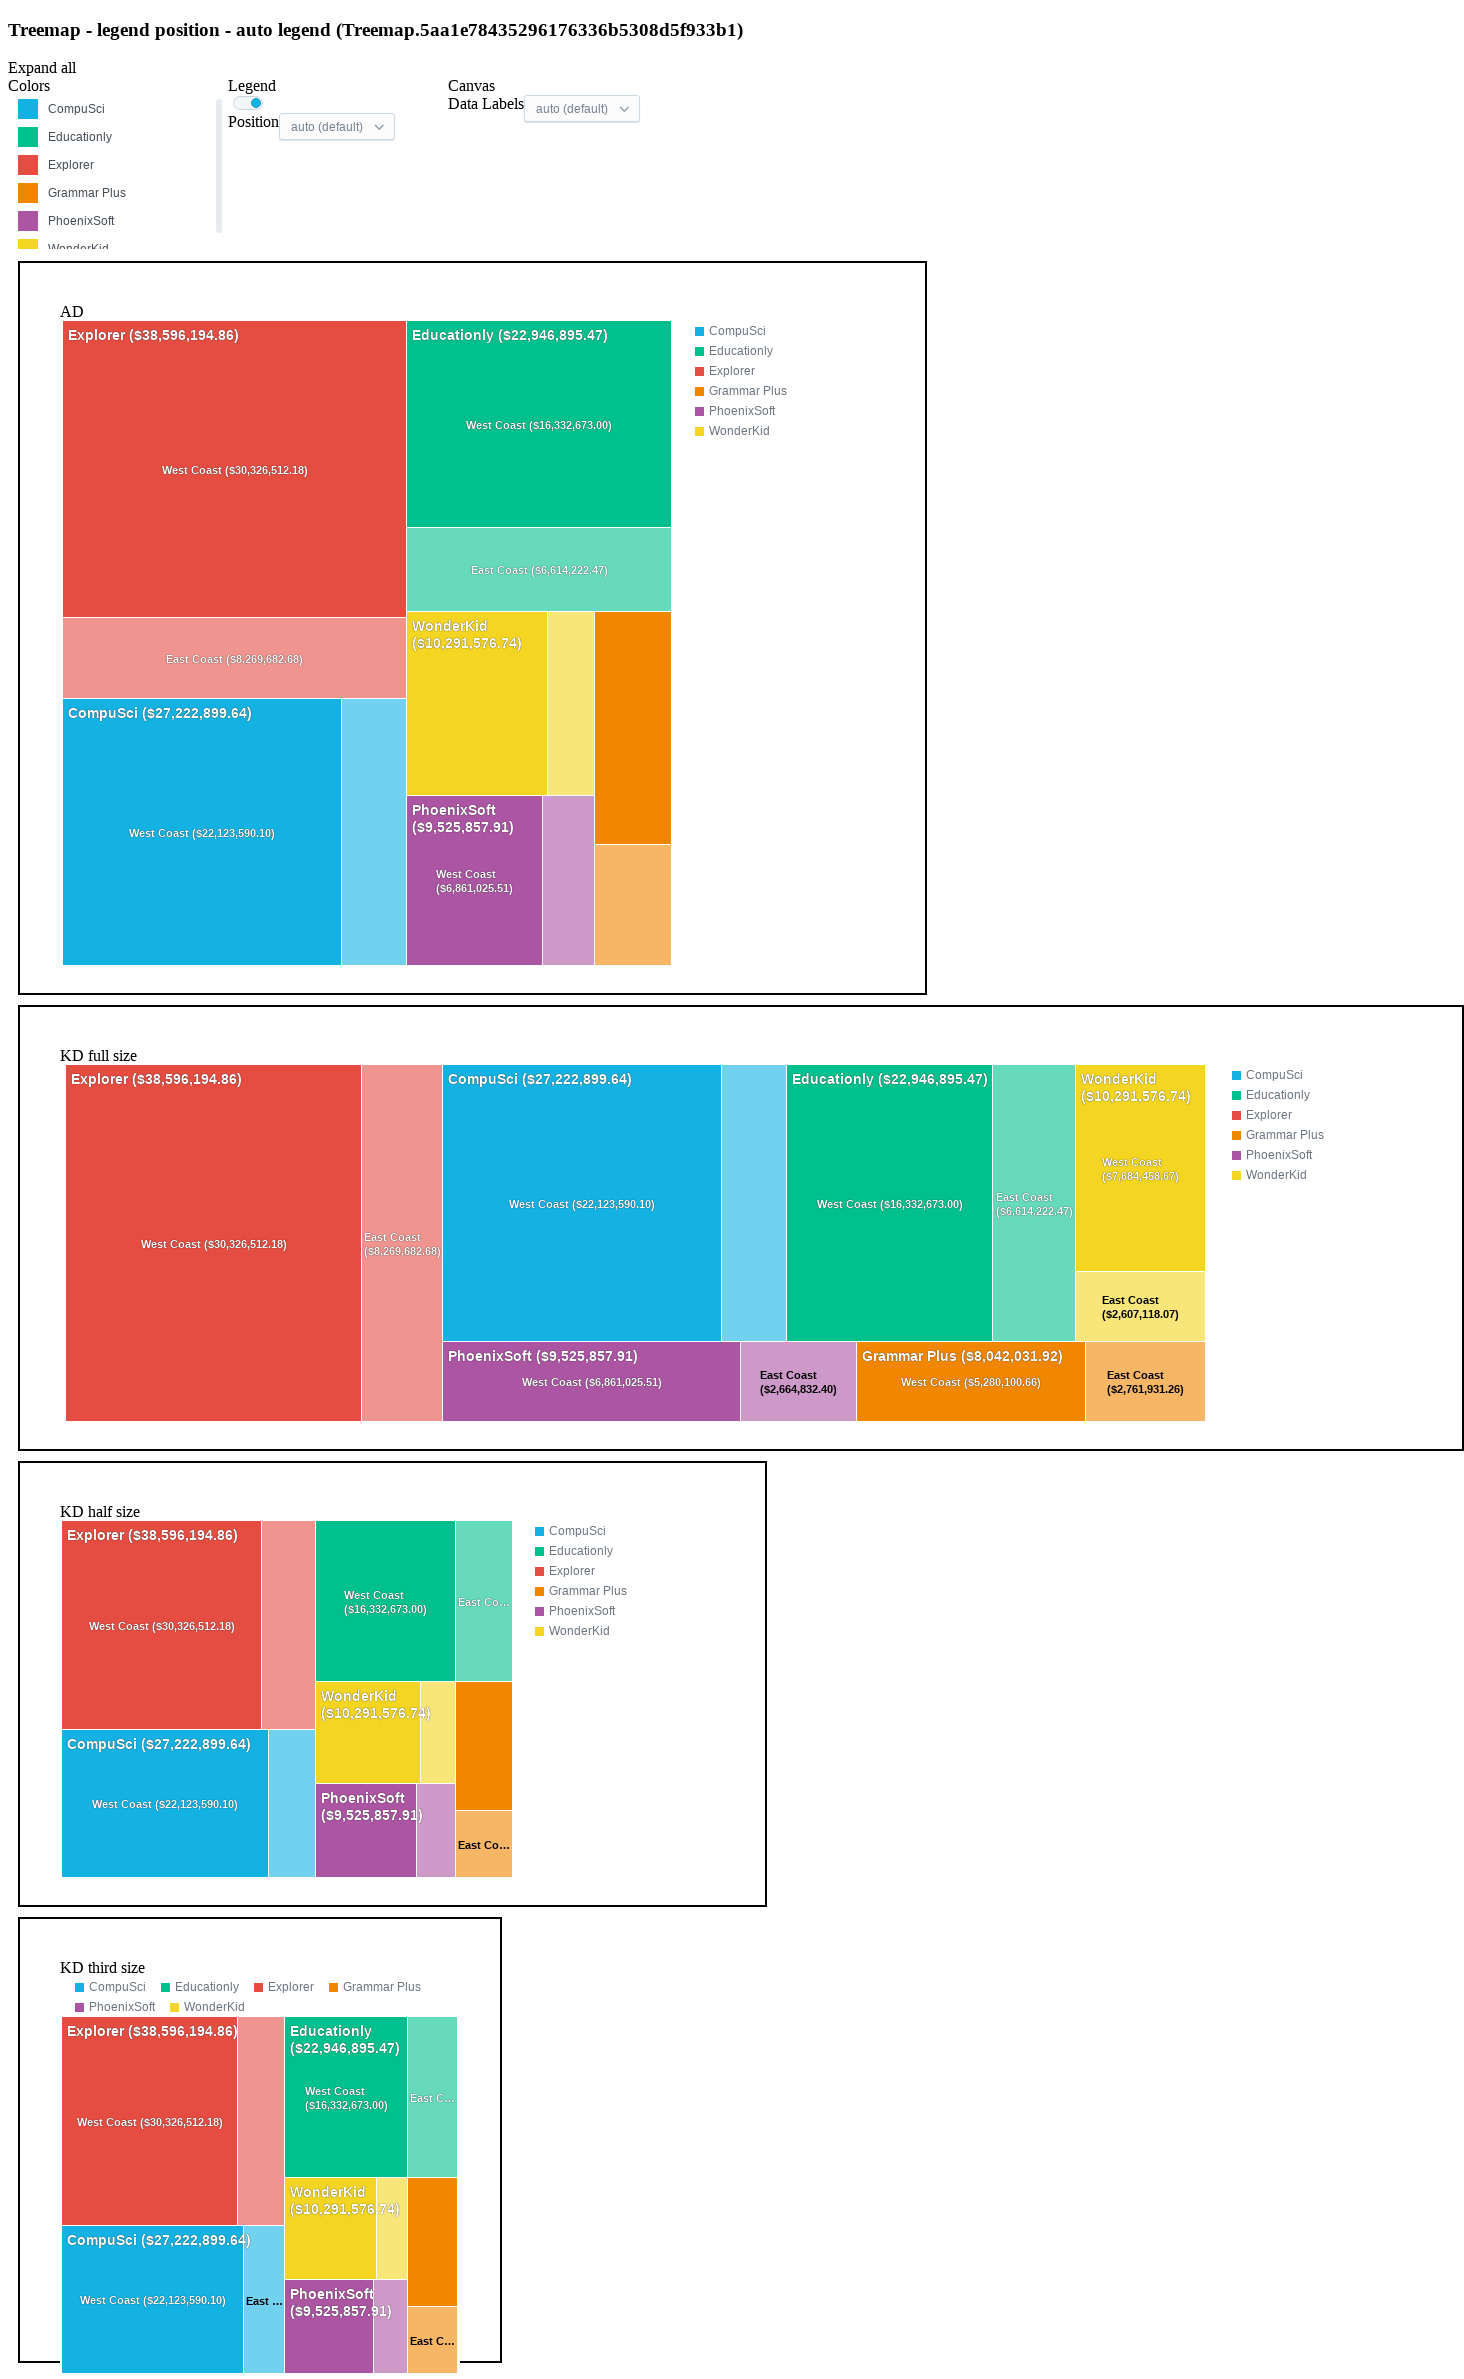 Treemap - legend position - auto legend (Treemap.5aa1e78435296176336b5308d5f933b1)
Expand all
Colors
CompuSci
Educationly
Explorer
Grammar Plus
PhoenixSoft
WonderKid
Legend
Position auto (default)
Canvas
Data Labels auto (default)
AD
Explorer ($38,596,194.86)
West Coast ($30,326,512.18)
East Coast ($8,269,682.68)
CompuSci ($27,222,899.64)
West Coast ($22,123,590.10)
Educationly ($22,946,895.47)
West Coast ($16,332,673.00)
East Coast ($6,614,222.47)
WonderKid
($10,291,576.74)
PhoenixSoft
($9,525,857.91)
West Coast
($6,861,025.51)
CompuSci
Educationly
Explorer
Grammar Plus
PhoenixSoft
WonderKid
KD full size
Explorer ($38,596,194.86)
West Coast ($30,326,512.18)
East Coast
($8,269,682.68)
CompuSci ($27,222,899.64)
West Coast ($22,123,590.10)
Educationly ($22,946,895.47)
West Coast ($16,332,673.00)
East Coast
($6,614,222.47)
WonderKid
($10,291,576.74)
West Coast
($7,684,458.67)
East Coast
($2,607,118.07)
PhoenixSoft ($9,525,857.91)
West Coast ($6,861,025.51)
East Coast
($2,664,832.40)
Grammar Plus ($8,042,031.92)
West Coast ($5,280,100.66)
East Coast
($2,761,931.26)
CompuSci
Educationly
Explorer
Grammar Plus
PhoenixSoft
WonderKid
KD half size
Explorer ($38,596,194.86)
West Coast ($30,326,512.18)
CompuSci ($27,222,899.64)
West Coast ($22,123,590.10)
West Coast
($16,332,673.00)
East Co…
WonderKid
($10,291,576.74)
PhoenixSoft
($9,525,857.91)
East Co…
CompuSci
Educationly
Explorer
Grammar Plus
PhoenixSoft
WonderKid
KD third size
CompuSci Educationly Explorer Grammar Plus
PhoenixSoft WonderKid
Explorer ($38,596,194.86)
West Coast ($30,326,512.18)
CompuSci ($27,222,899.64)
West Coast ($22,123,590.10)
East …
Educationly
($22,946,895.47)
West Coast
($16,332,673.00)
East C…
WonderKid
($10,291,576.74)
PhoenixSoft
($9,525,857.91)
East C…